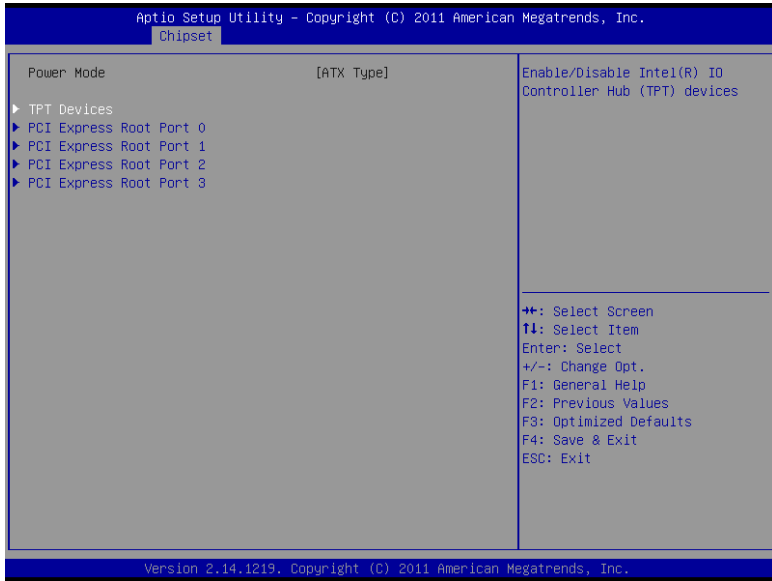 Aptio Setup Utility – Copyright (C) 2011 American Megatrends, Inc.
Chipset
Power Mode [ATX Type]
▶ TPT Devices
▶ PCI Express Root Port 0
▶ PCI Express Root Port 1
▶ PCI Express Root Port 2
▶ PCI Express Root Port 3
Enable/Disable Intel(R) IO
Controller Hub (TPT) devices
→←: Select Screen
↑↓: Select Item
Enter: Select
+/-: Change Opt.
F1: General Help
F2: Previous Values
F3: Optimized Defaults
F4: Save & Exit
ESC: Exit
Version 2.14.1219. Copyright (C) 2011 American Megatrends, Inc.